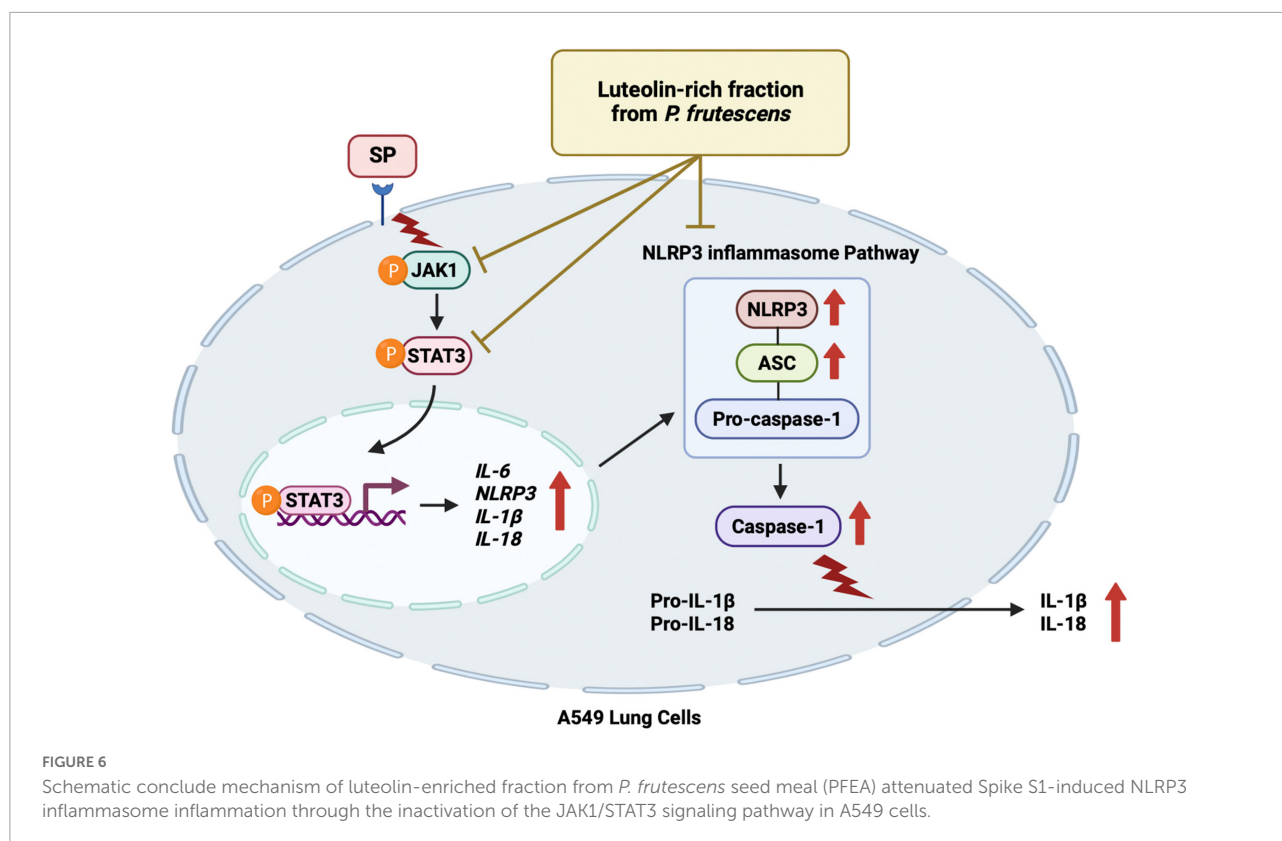 Luteolin-rich fraction
from P. frutescens
SP
P
JAK1
P
STAT3
NLRP3 inflammasome Pathway
NLRP3
ASC
Pro-caspase-1
P
STAT3
IL-6
NLRP3
IL-1β
IL-18
Caspase-1
Pro-IL-1β
Pro-IL-18
IL-1β
IL-18
A549 Lung Cells
FIGURE 6
Schematic conclude mechanism of luteolin-enriched fraction from P. frutescens seed meal (PFEA) attenuated Spike S1-induced NLRP3
inflammasome inflammation through the inactivation of the JAK1/STAT3 signaling pathway in A549 cells.